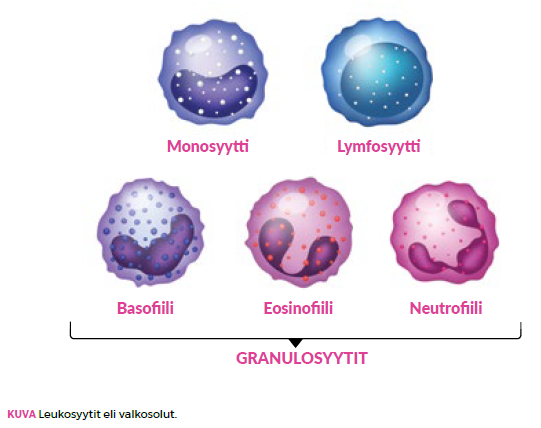 Monosyytti Lymfosyytti
Basofiili Eosinofiili Neutrofiili
GRANULOSYYTIT
KUVA Leukosyytit eli valkosolut.